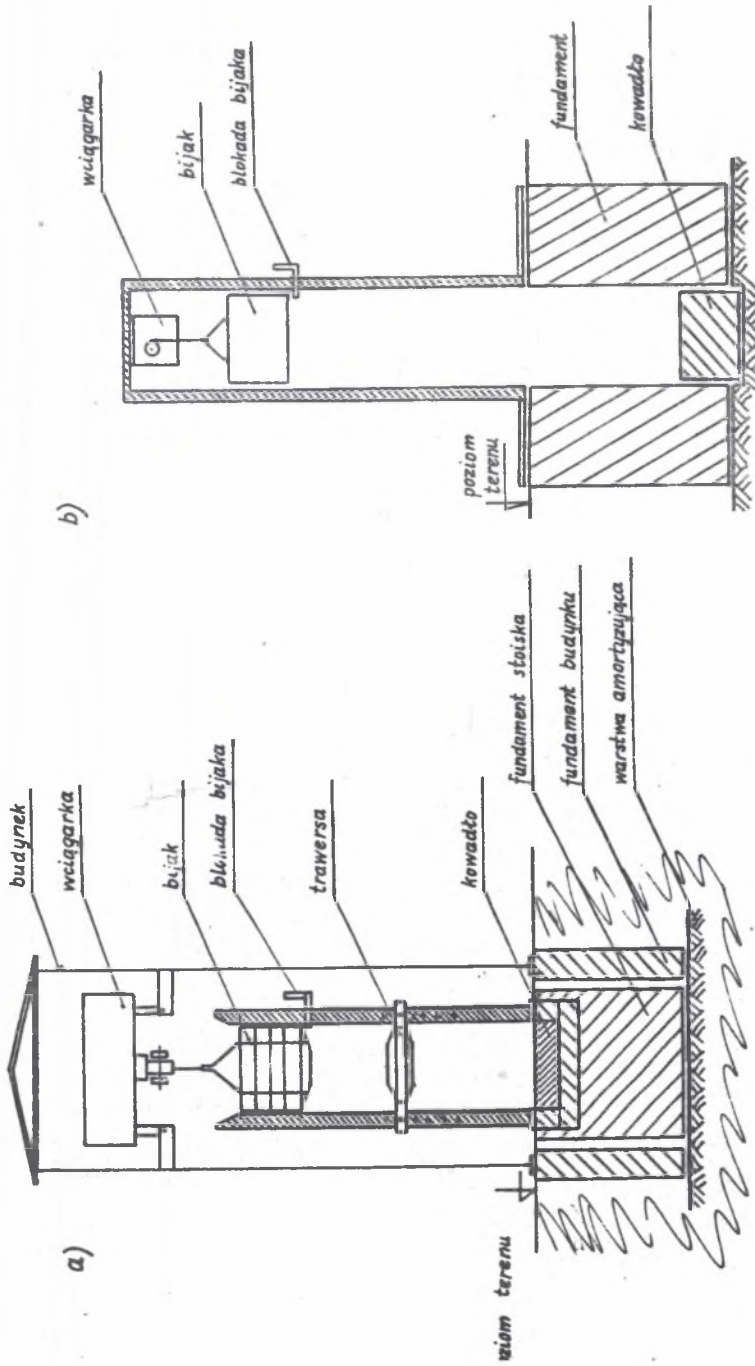 a)
budynek
wciągarka
bijak
blokada bijaka
trawersa
kowadło
fundament stoiska
fundament budynku
warstwa amortyzująca
terenu
b)
wciągarka
bijak
blokada bijaka
poziom
terenu
fundament
kowadło